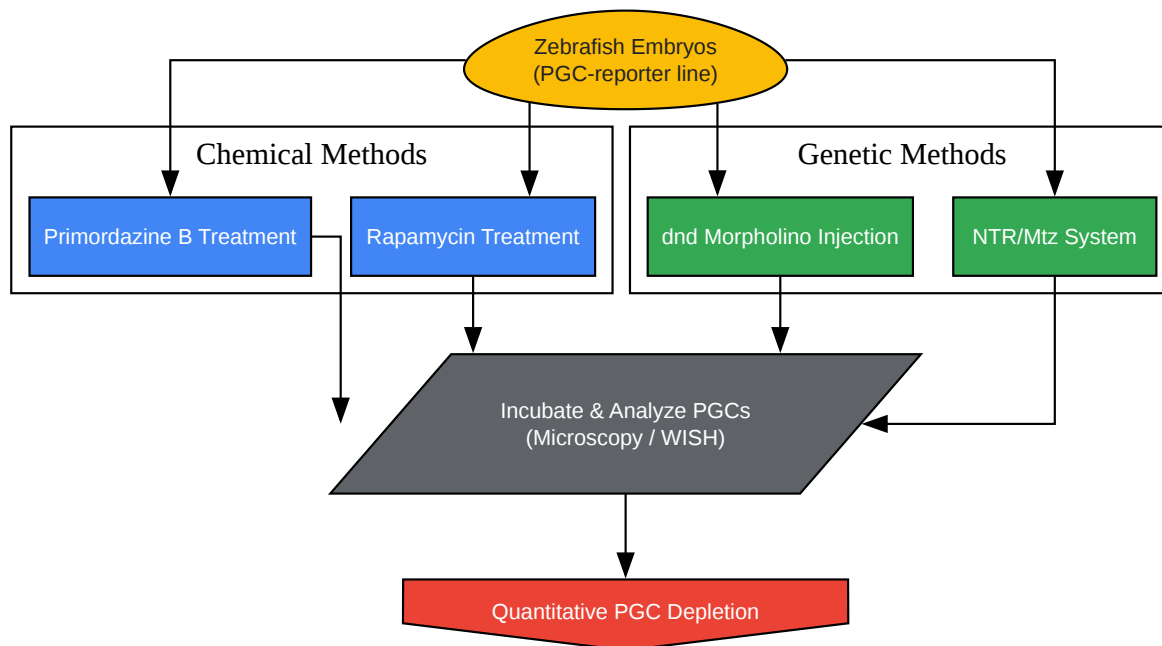 Zebrafish Embryos
(PGC-reporter line)
Chemical Methods
Genetic Methods
Primordazine B Treatment
Rapamycin Treatment
dnd Morpholino Injection
NTR/Mtz System
Incubate & Analyze PGCs
(Microscopy / WISH)
Quantitative PGC Depletion